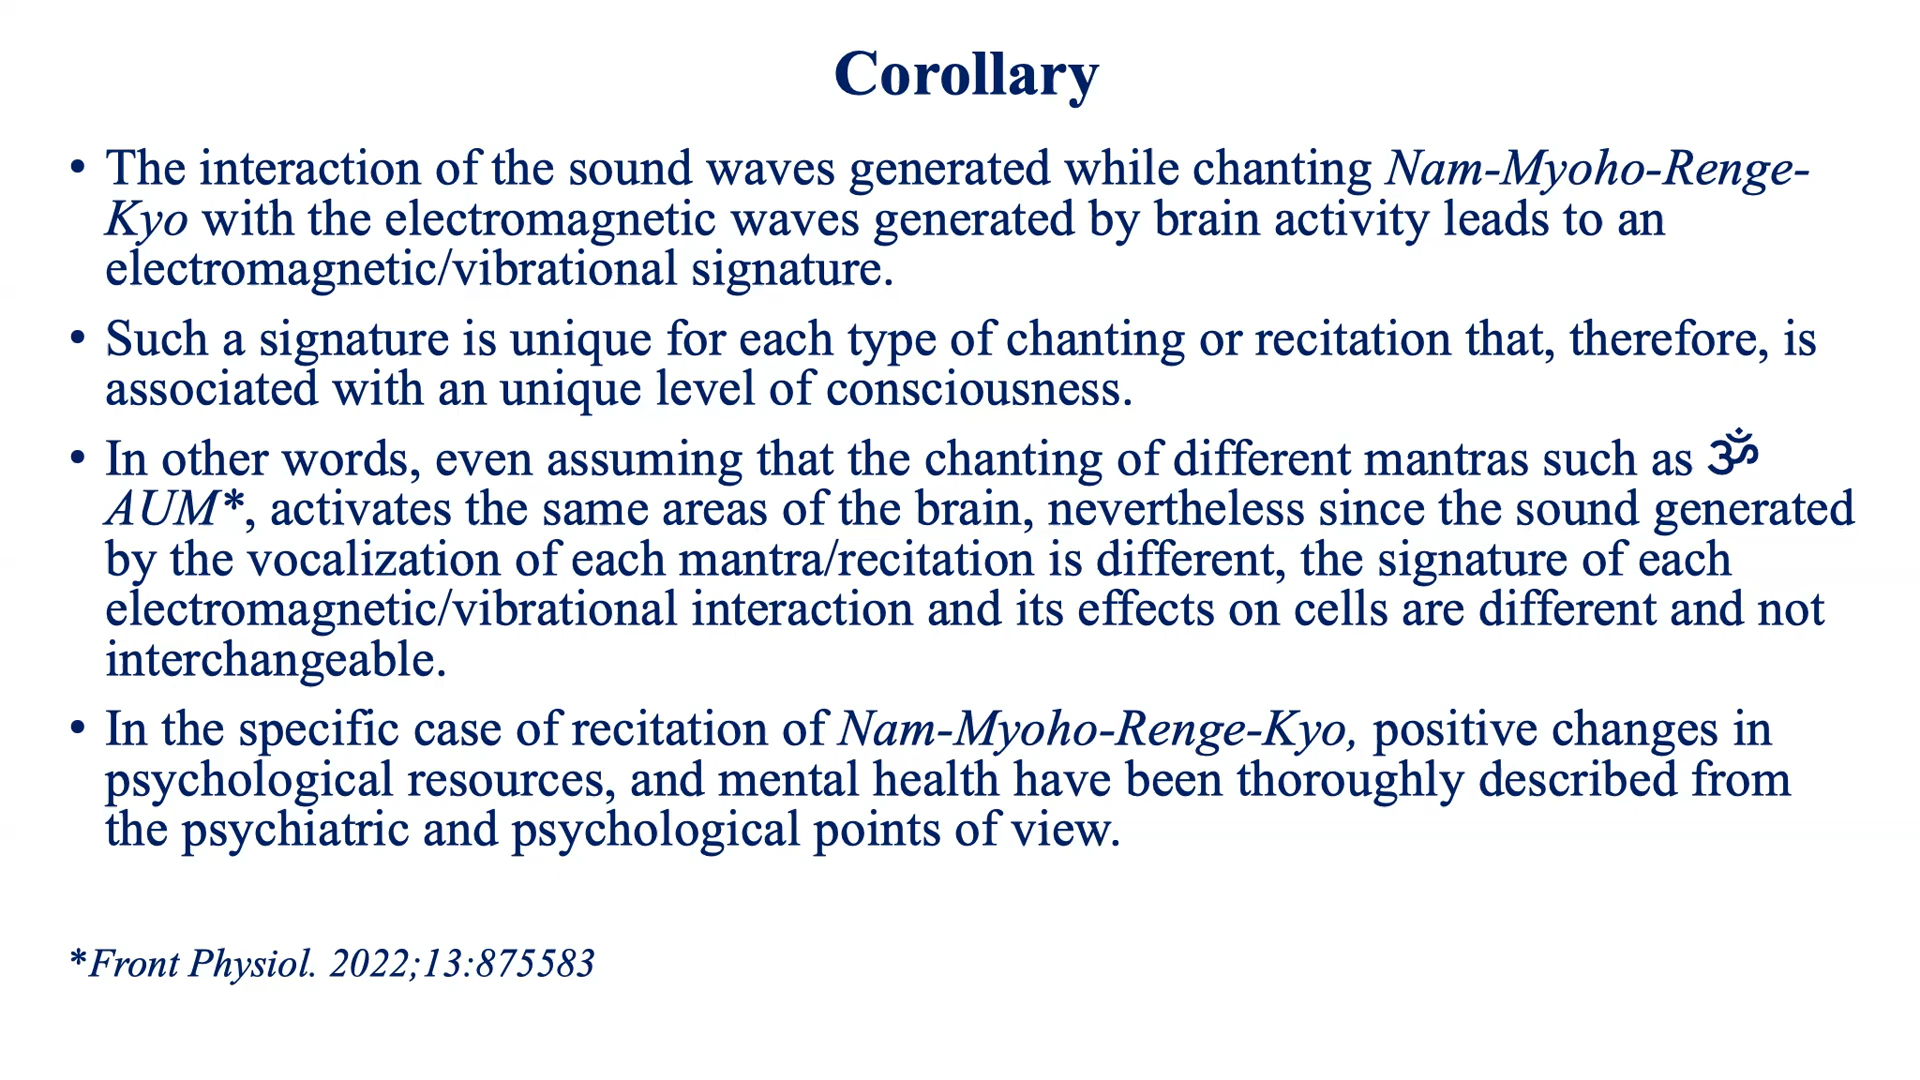 Corollary
• The interaction of the sound waves generated while chanting Nam-Myoho-Renge-
Kyo with the electromagnetic waves generated by brain activity leads to an
electromagnetic/vibrational signature.
• Such a signature is unique for each type of chanting or recitation that, therefore, is
associated with an unique level of consciousness.
• In other words, even assuming that the chanting of different mantras such as ॐ
AUM*, activates the same areas of the brain, nevertheless since the sound generated
by the vocalization of each mantra/recitation is different, the signature of each
electromagnetic/vibrational interaction and its effects on cells are different and not
interchangeable.
• In the specific case of recitation of Nam-Myoho-Renge-Kyo, positive changes in
psychological resources, and mental health have been thoroughly described from
the psychiatric and psychological points of view.
*Front Physiol. 2022;13:875583